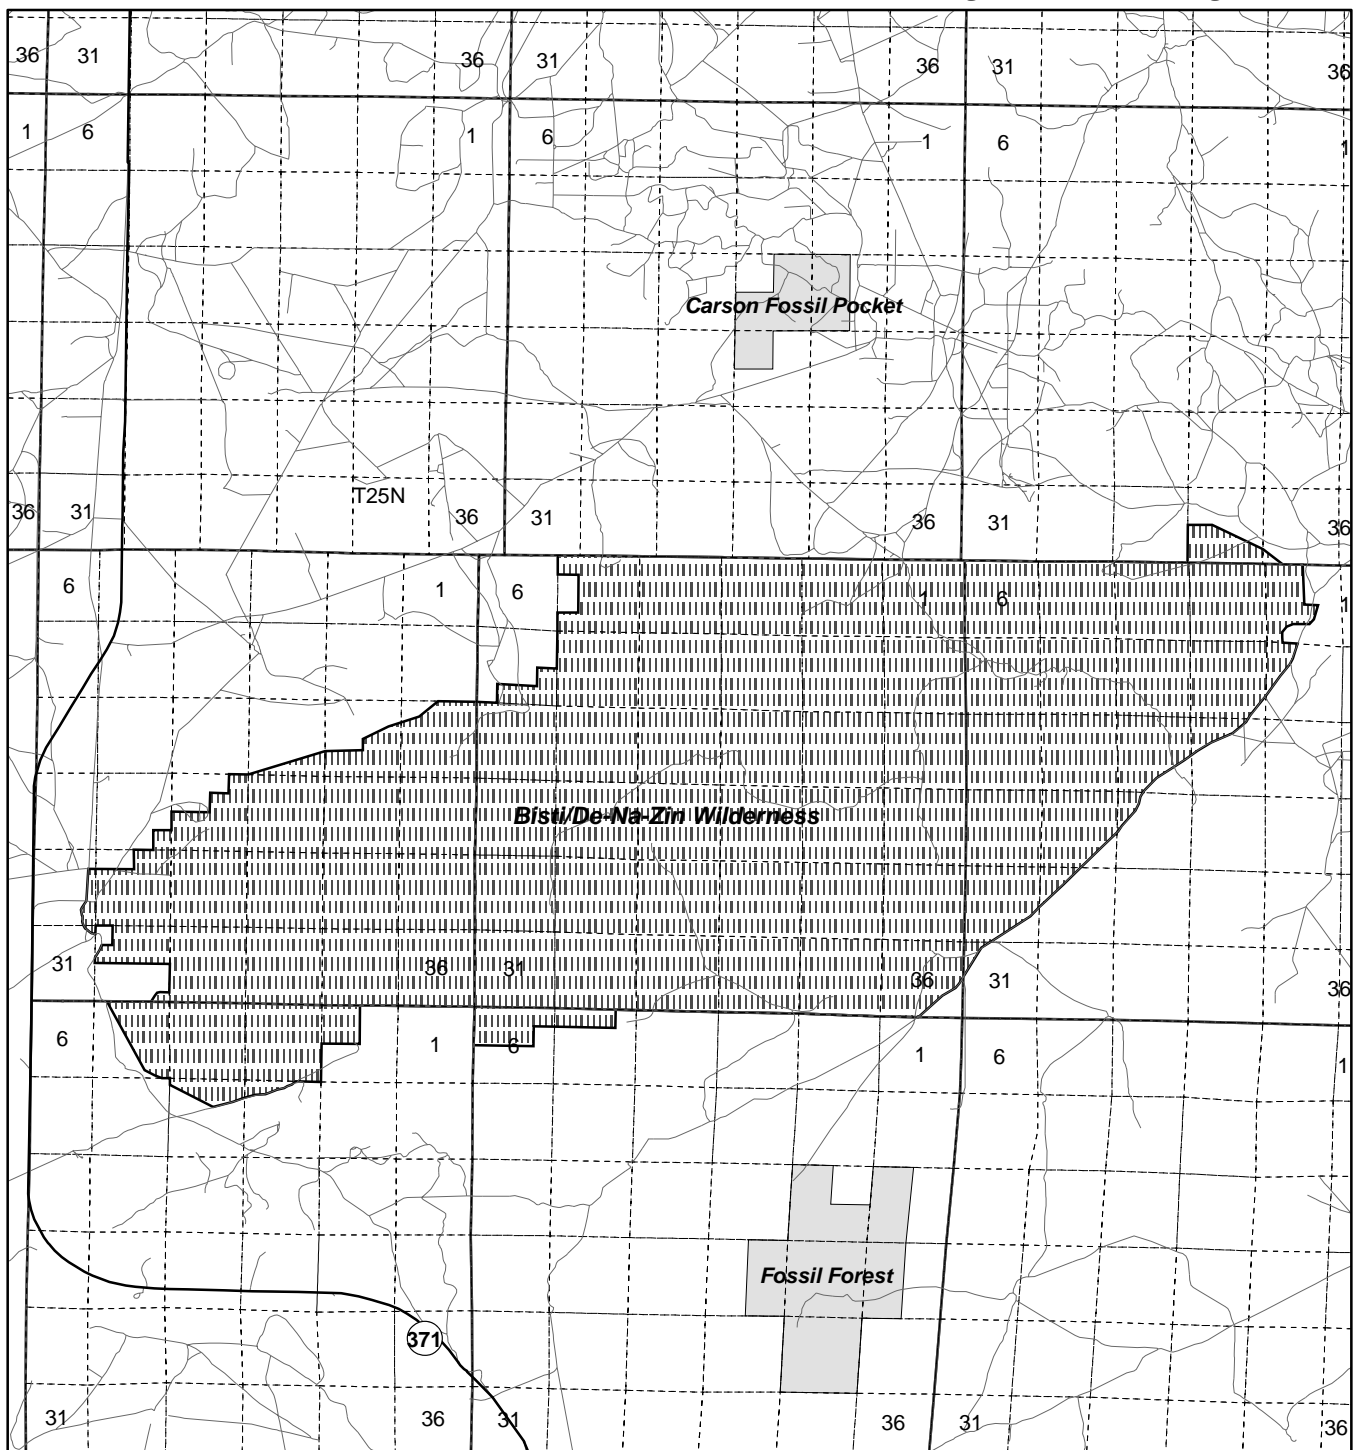 36 31 36 31 36 31 36
1 6 1 6 1 6 1
Carson Fossil Pocket
T25N
36 31 36 31 36 31 36
6 1 6 1 6 1
Bisti/De-Na-Zin Wilderness
31 36 31 36 31 36
6 1 6 1 6 1
Fossil Forest
371
31 36 31 36 31 36